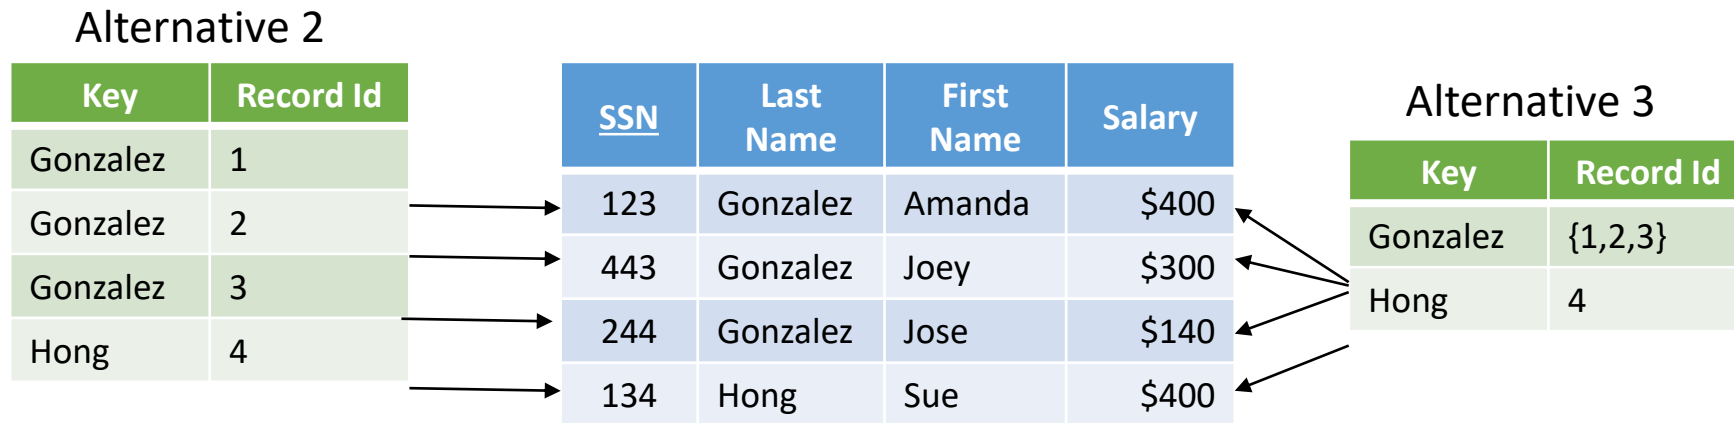 Alternative 2
Key Record Id
Gonzalez 1
Gonzalez 2
Gonzalez 3
Hong 4
SSN Last Name First Name Salary
123 Gonzalez Amanda $400
443 Gonzalez Joey $300
244 Gonzalez Jose $140
134 Hong Sue $400
Alternative 3
Key Record Id
Gonzalez {1,2,3}
Hong 4